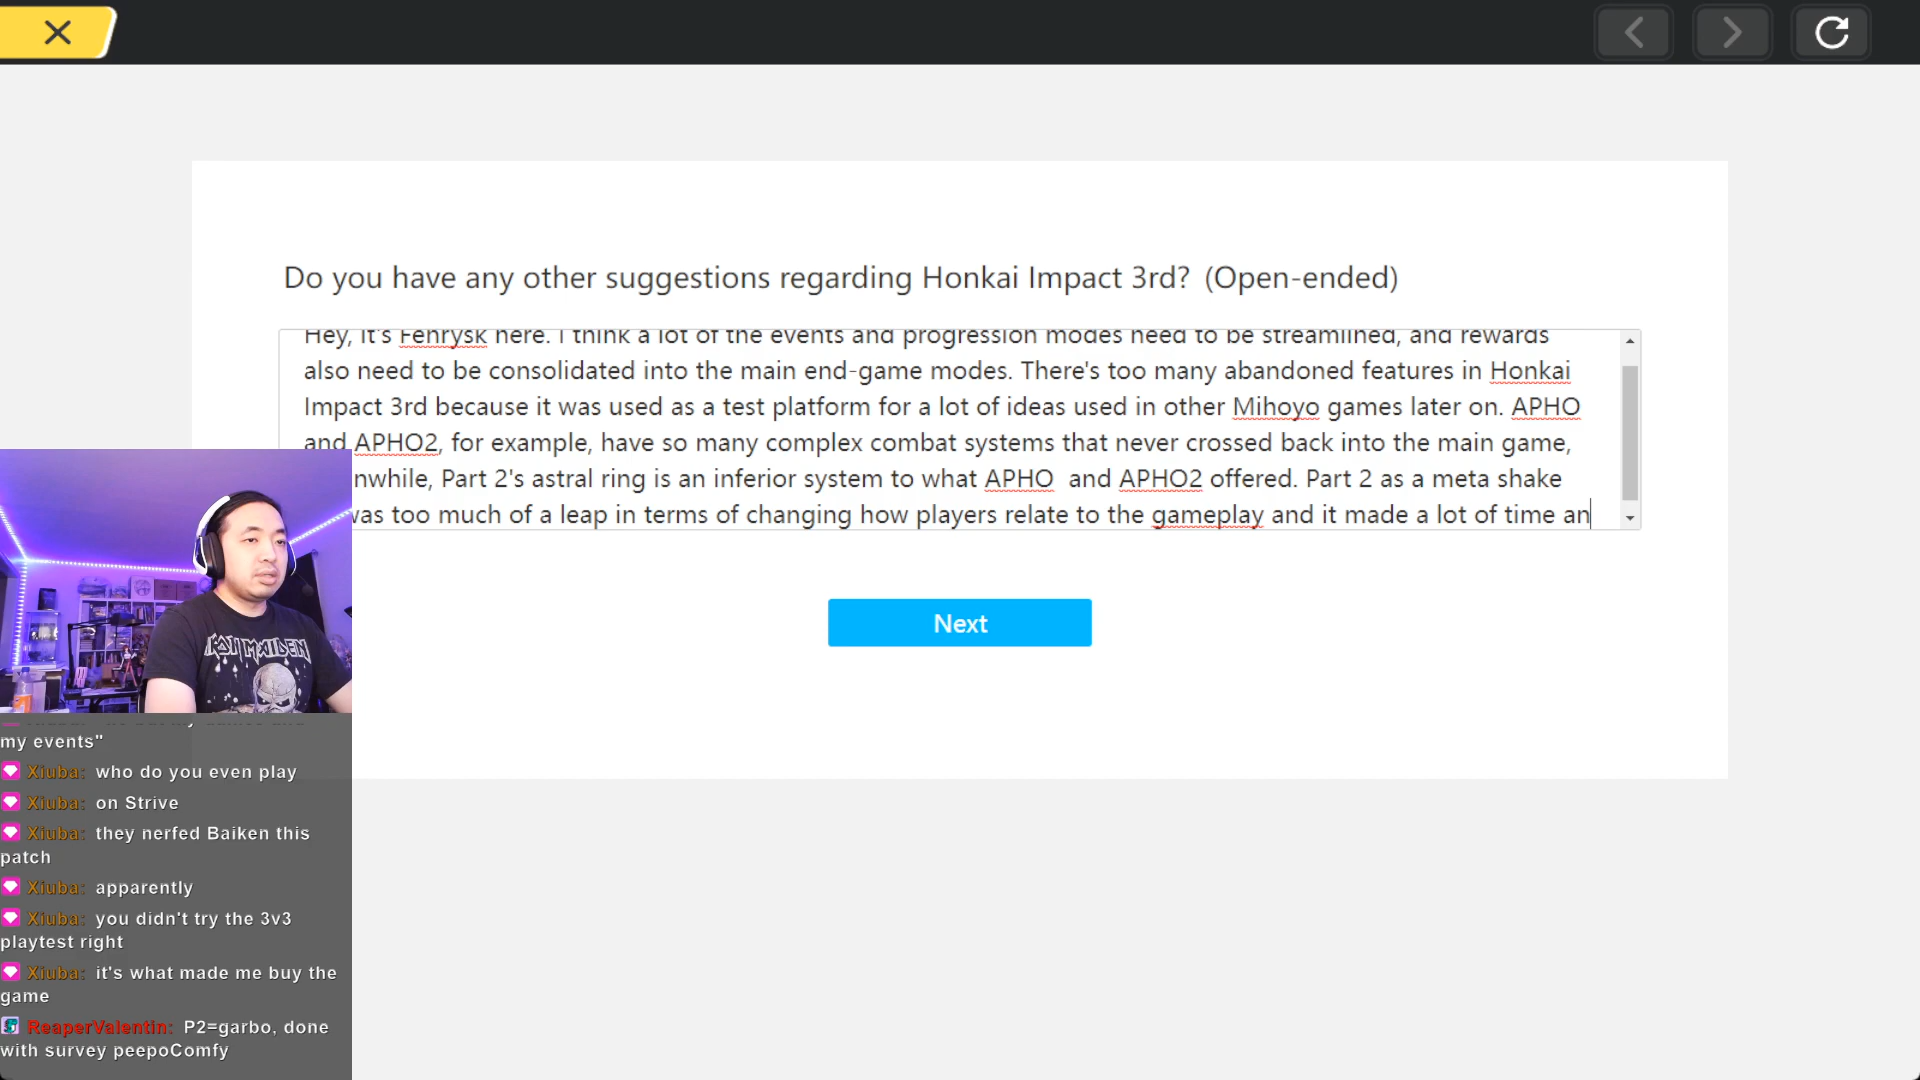 Do you have any other suggestions regarding Honkai Impact 3rd? (Open-ended)
Hey, it's Fenrysk here. I think a lot of the events and progression modes need to be streamlined, and rewards
also need to be consolidated into the main end-game modes. There's too many abandoned features in Honkai
Impact 3rd because it was used as a test platform for a lot of ideas used in other Mihoyo games later on. APHO
and APHO2, for example, have so many complex combat systems that never crossed back into the main game,
nwhile, Part 2's astral ring is an inferior system to what APHO  and APHO2 offered. Part 2 as a meta shake
was too much of a leap in terms of changing how players relate to the gameplay and it made a lot of time an
Next
IRON MAIDEN
my events"
Xiuba: who do you even play
Xiuba: on Strive
Xiuba: they nerfed Baiken this
patch
Xiuba: apparently
Xiuba: you didn't try the 3v3
playtest right
Xiuba: it's what made me buy the
game
ReaperValentin: P2=garbo, done
with survey peepoComfy